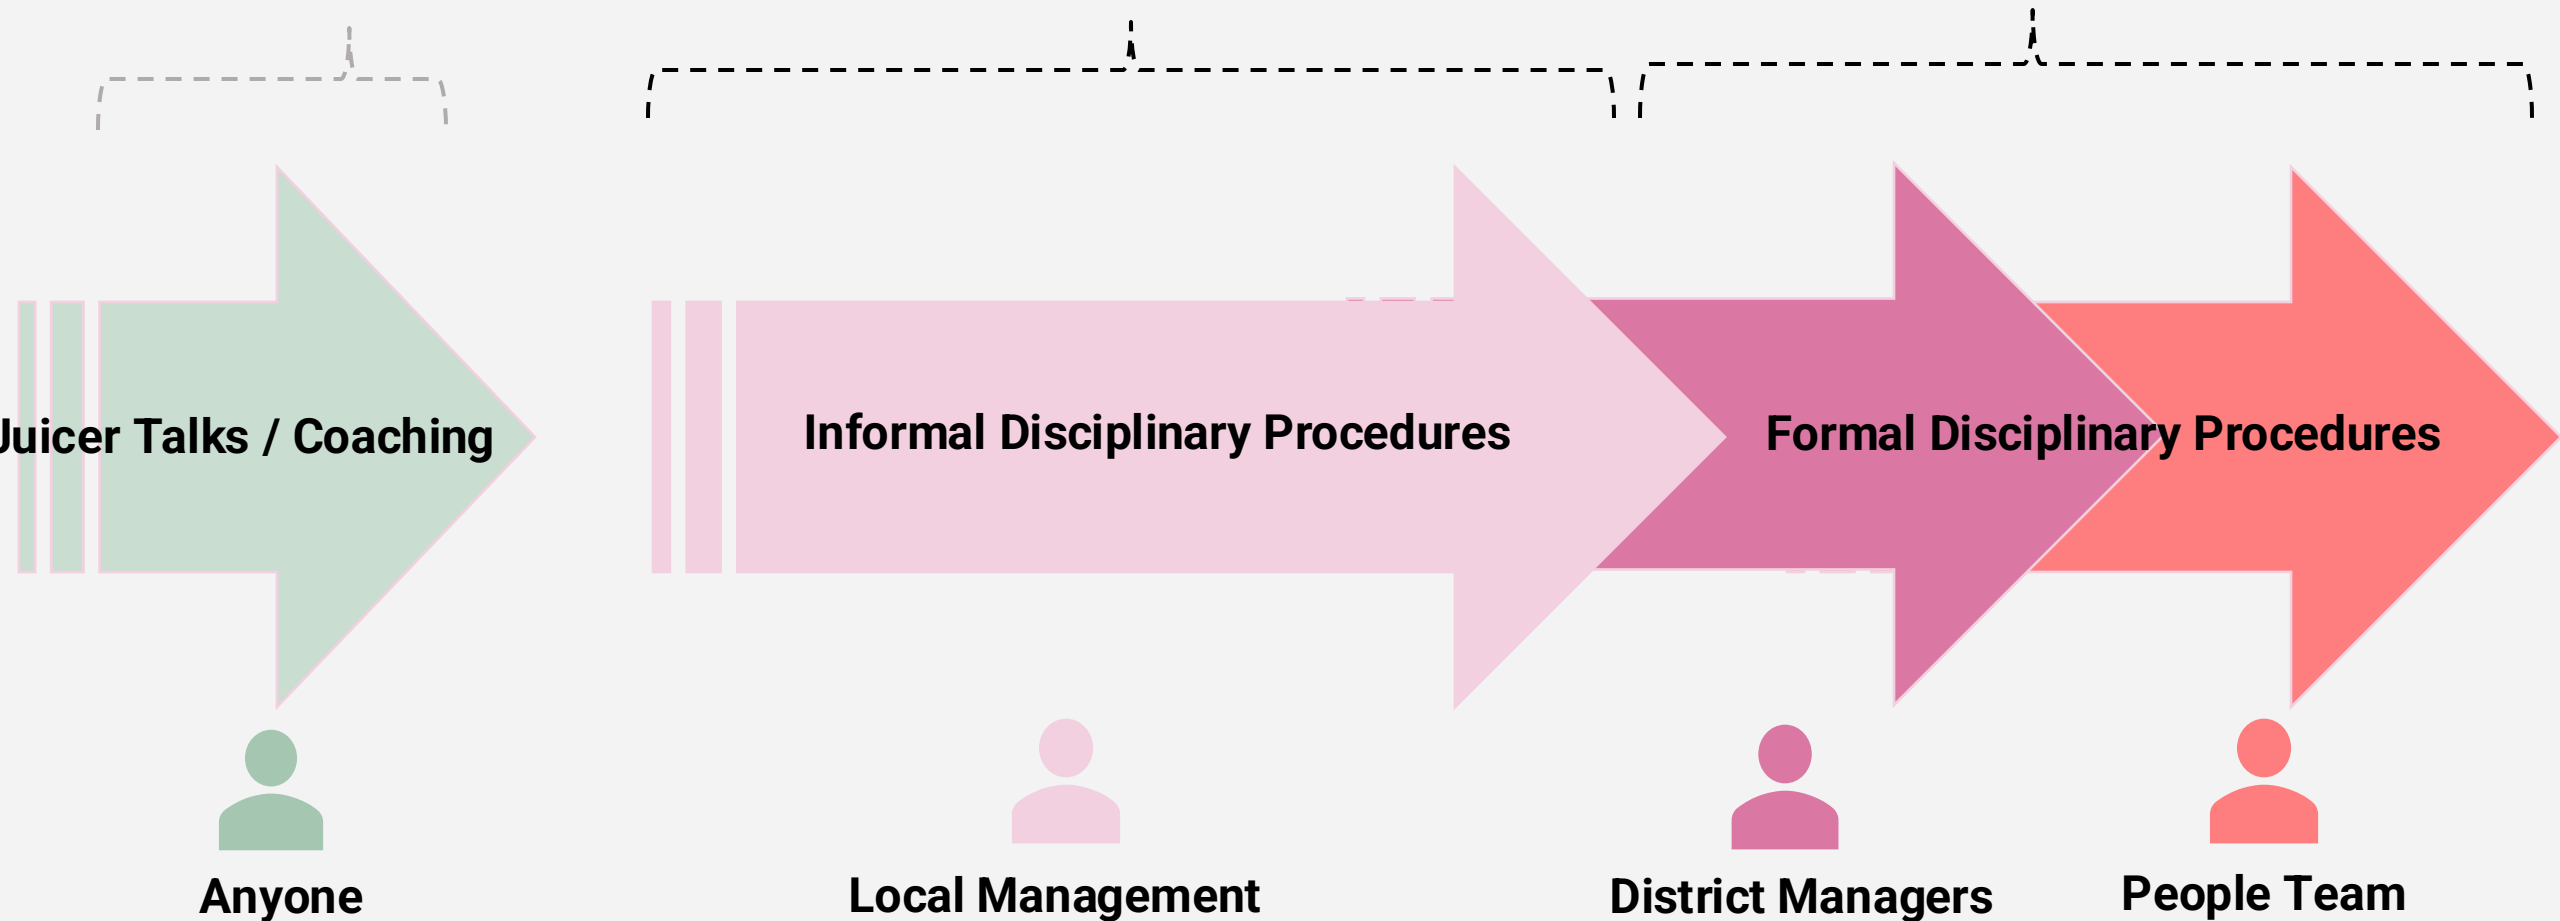 Juicer Talks / Coaching
Informal Disciplinary Procedures
Formal Disciplinary Procedures
Anyone
Local Management
District Managers
People Team